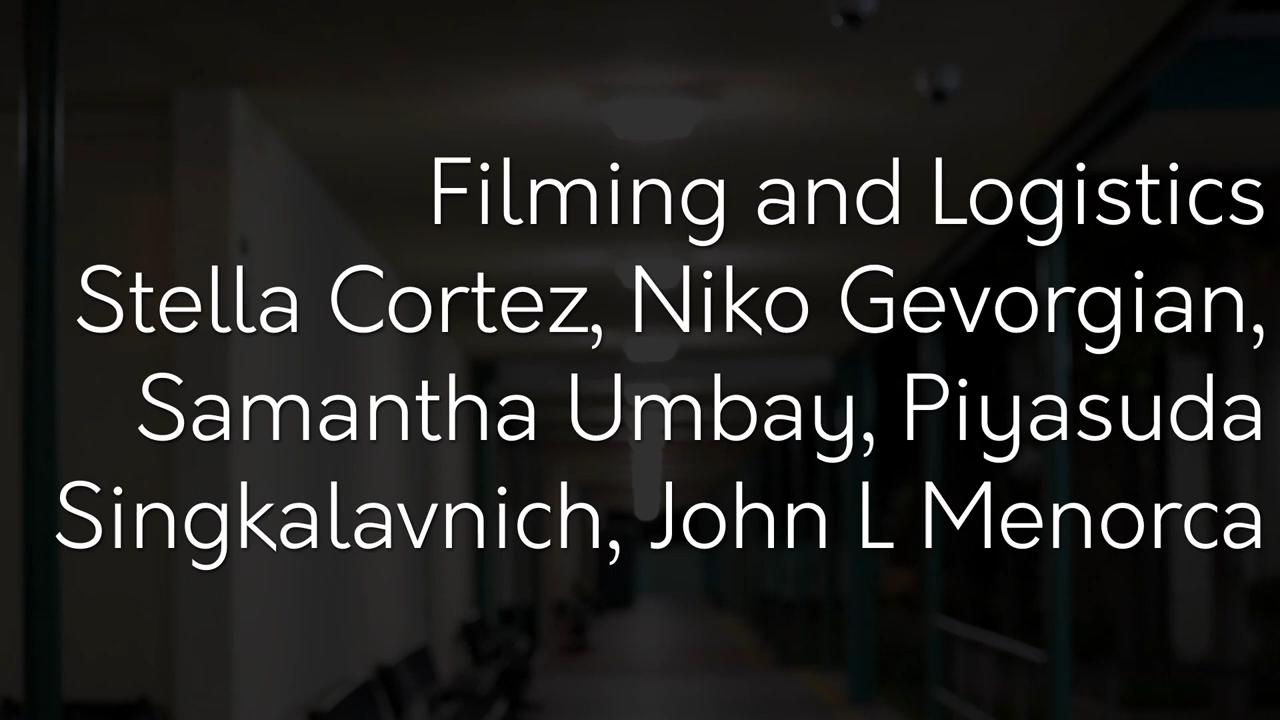 Filming and Logistics
Stella Cortez, Niko Gevorgian,
Samantha Umbay, Piyasuda
Singkalavnich, John L Menorca